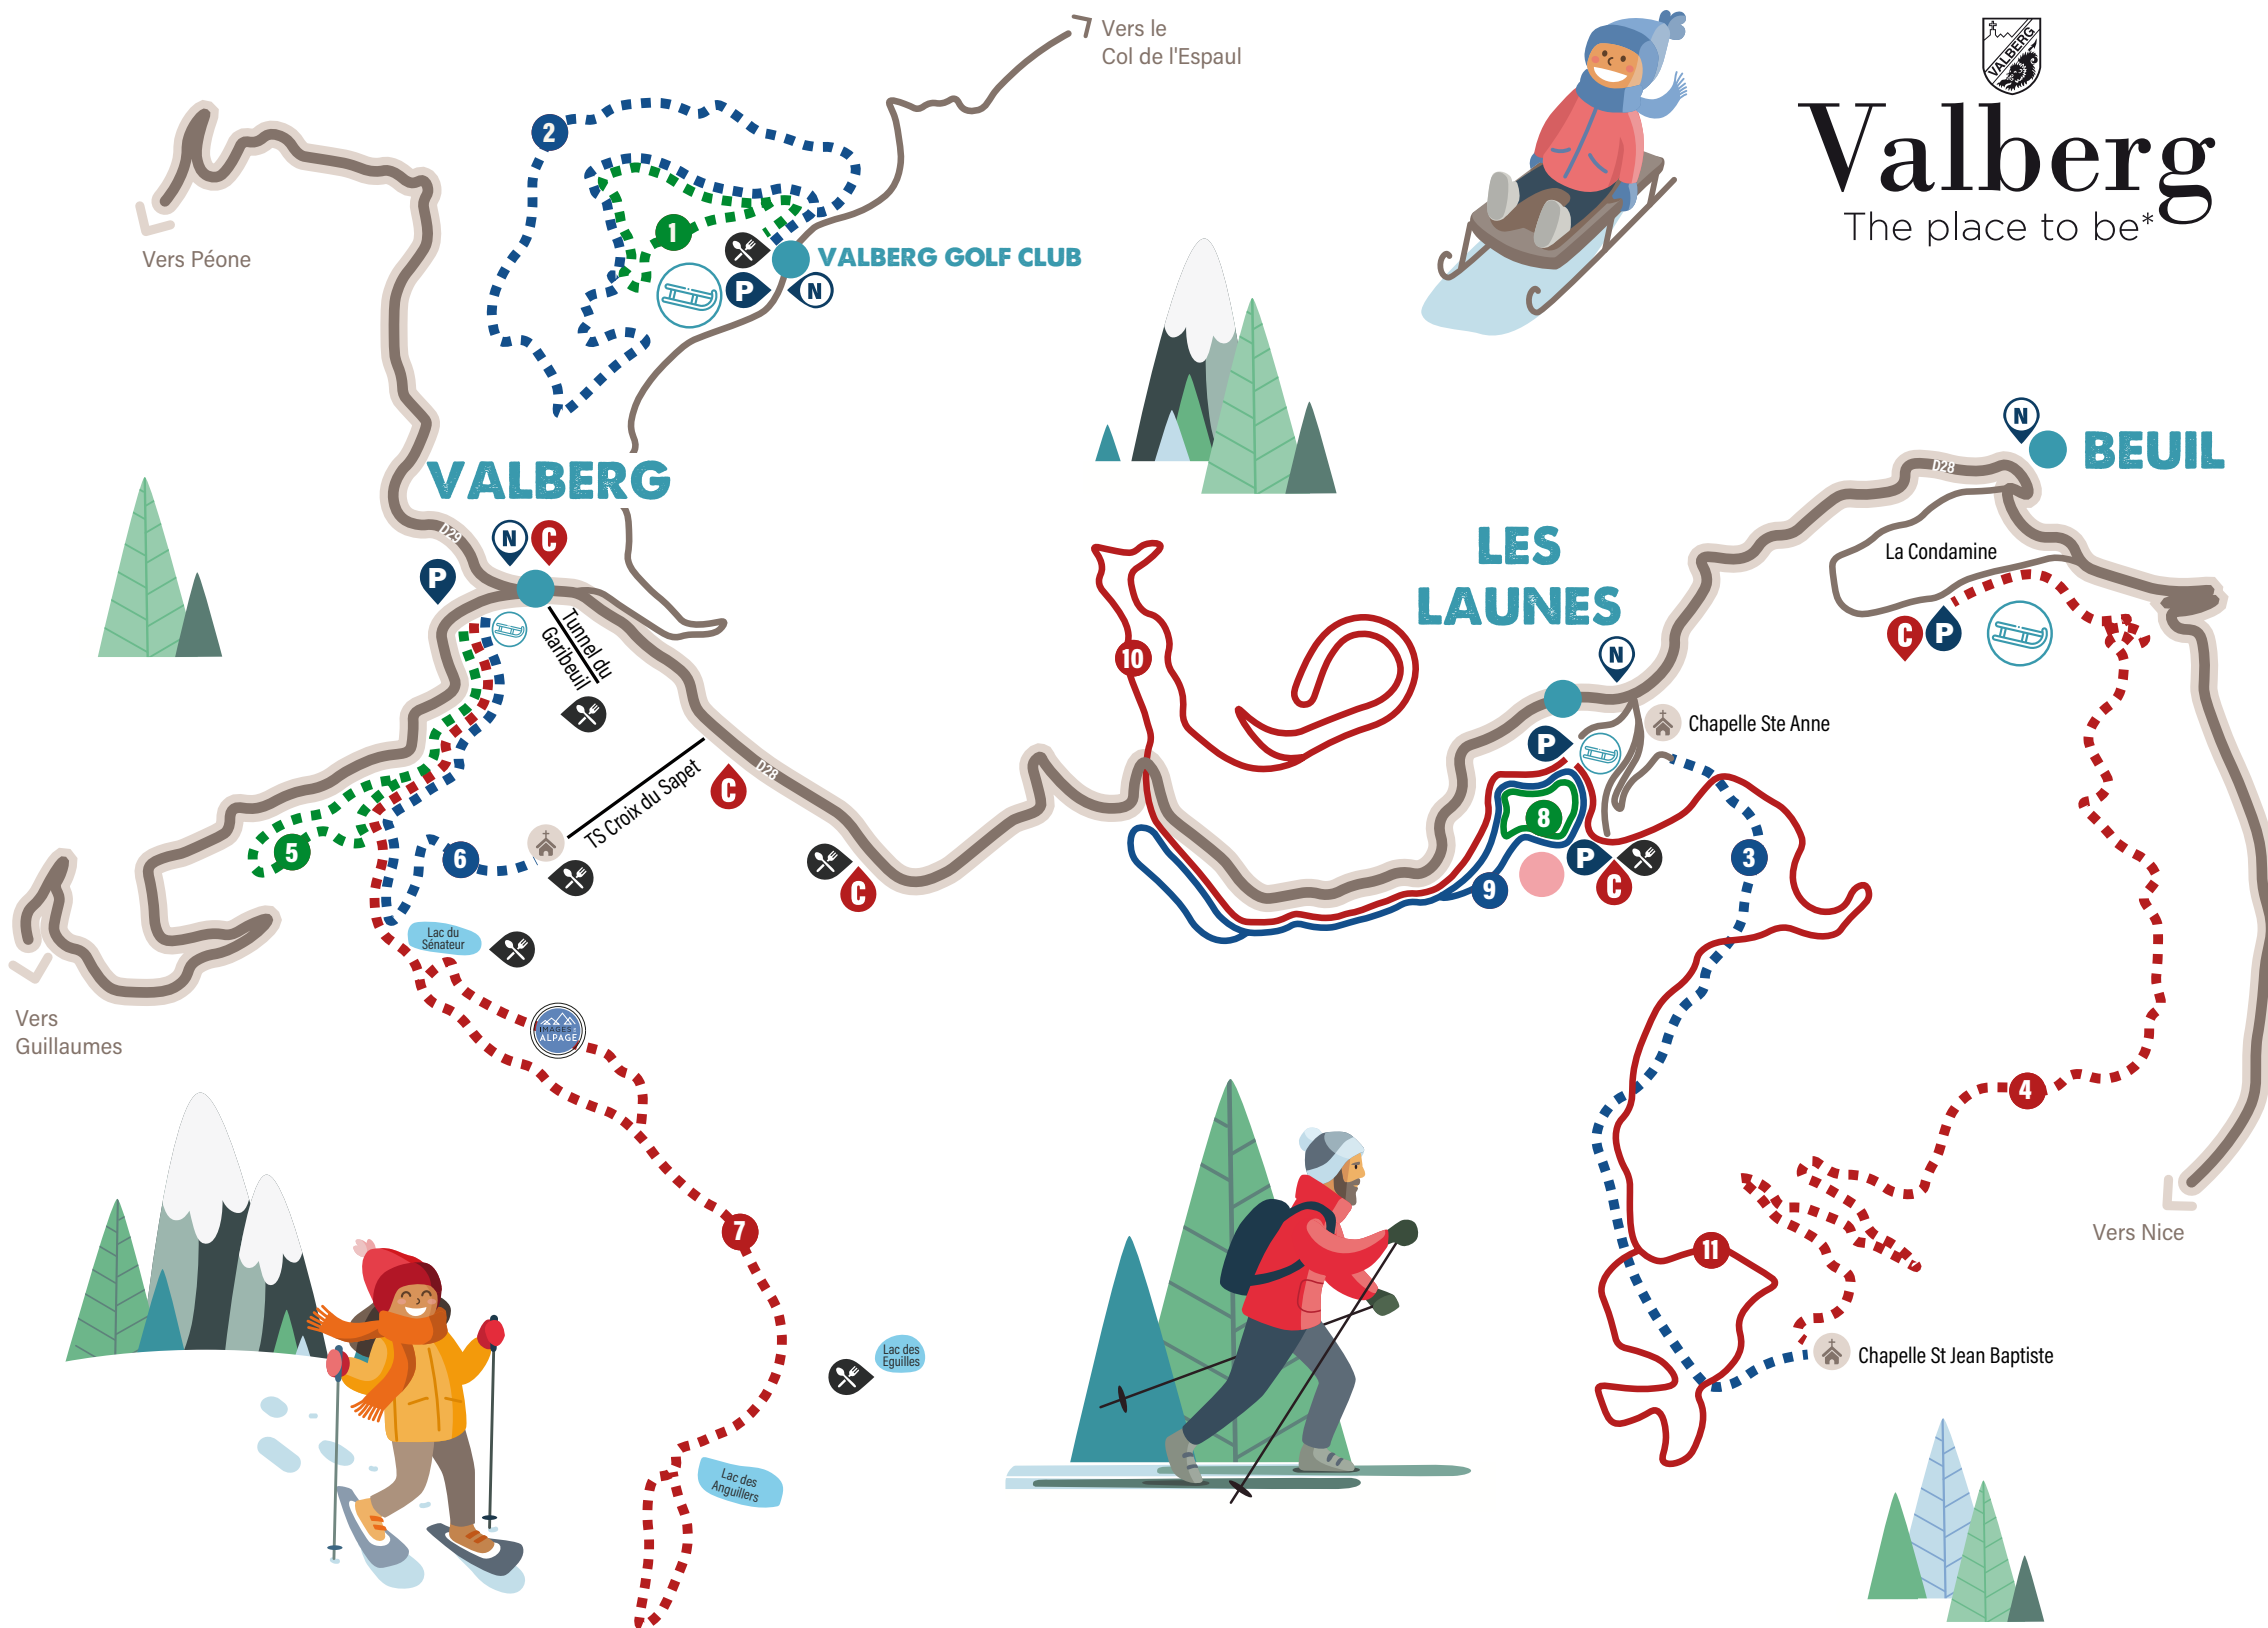 Vers le
Col de l'Espaul
VALBERG
Valberg
The place to be*
2
1
VALBERG GOLF CLUB
P
N
Vers Péone
VALBERG
D29
N
C
P
Tunnel du
Garibeuil
TS Croix du Sapet
C
D28
C
5
6
Lac du
Sénateur
Vers
Guillaumes
IMAGES
ALPAGE
7
Lac des
Eguilles
Lac des
Anguillers
10
LES
LAUNES
N
P
Chapelle Ste Anne
8
P
C
9
3
N
BEUIL
D28
La Condamine
C
P
4
Vers Nice
11
Chapelle St Jean Baptiste